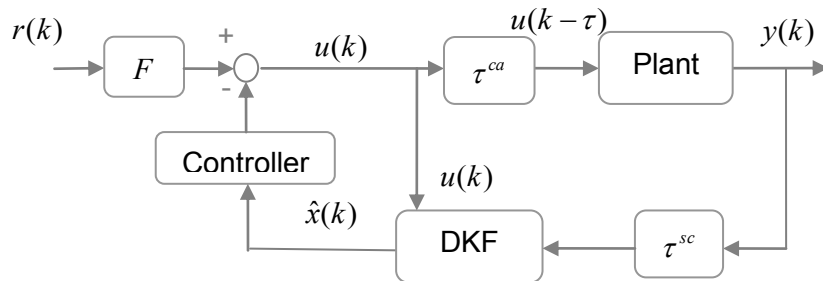 r(k)
F
+
-
u(k)
τ^{ca}
u(k − τ)
Plant
y(k)
Controller
u(k)
x̂(k)
DKF
τ^{sc}